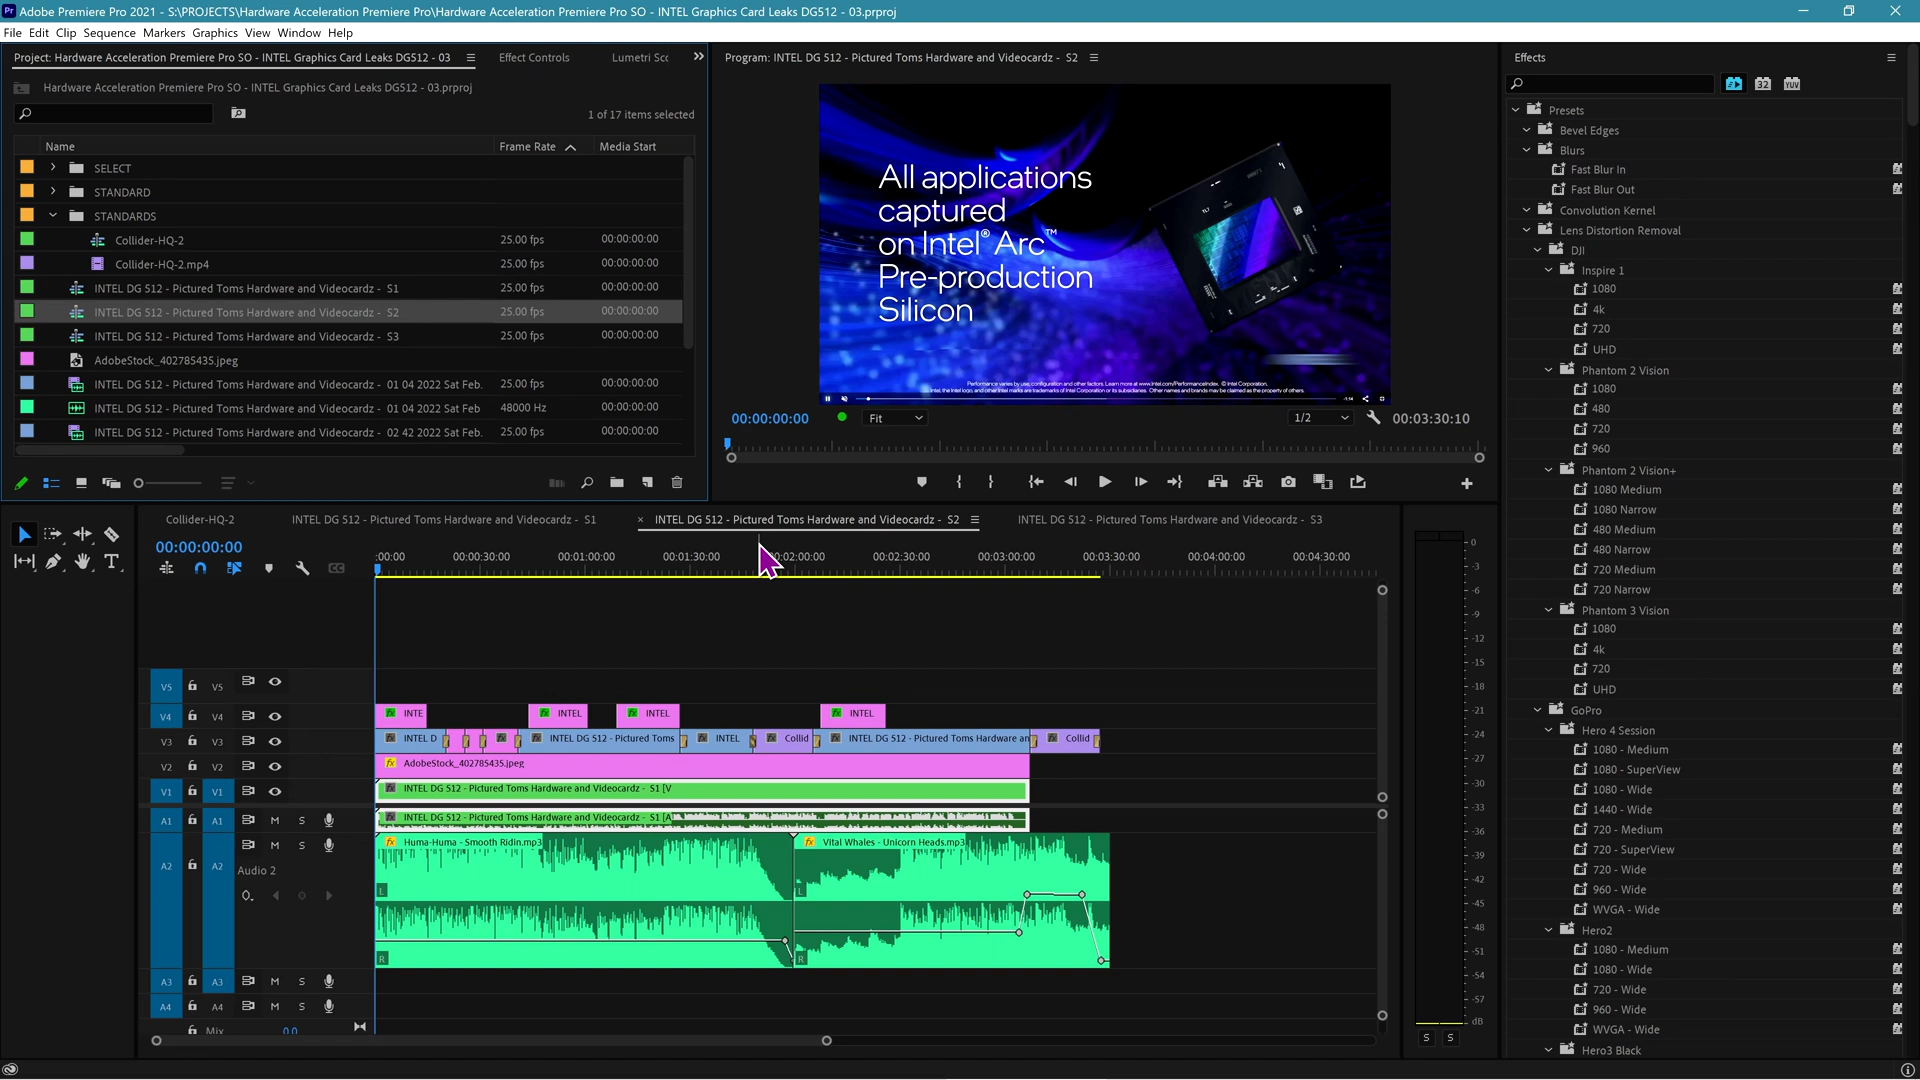 Adobe Premiere Pro 2021 - S:\PROJECTS\Hardware Acceleration Premiere Pro\Hardware Acceleration Premiere Pro SO - INTEL Graphics Card Leaks DG512 - 03.prproj
File Edit Clip Sequence Markers Graphics View Window Help
Project: Hardware Acceleration Premiere Pro SO - INTEL Graphics Card Leaks DG512 - 03
Effect Controls
Lumetri Sco
Hardware Acceleration Premiere Pro SO - INTEL Graphics Card Leaks DG512 - 03.prproj
1 of 17 items selected
Name Frame Rate Media Start
SELECT
STANDARD
STANDARDS
Collider-HQ-2 25.00 fps 00:00:00:00
Collider-HQ-2.mp4 25.00 fps 00:00:00:00
INTEL DG 512 - Pictured Toms Hardware and Videocardz - S1 25.00 fps 00:00:00:00
INTEL DG 512 - Pictured Toms Hardware and Videocardz - S2 25.00 fps 00:00:00:00
INTEL DG 512 - Pictured Toms Hardware and Videocardz - S3 25.00 fps 00:00:00:00
AdobeStock_402785435.jpeg
INTEL DG 512 - Pictured Toms Hardware and Videocardz - 01 04 2022 Sat Feb. 25.00 fps 00:00:00:00
INTEL DG 512 - Pictured Toms Hardware and Videocardz - 01 04 2022 Sat Feb 48000 Hz 00:00:00:00
INTEL DG 512 - Pictured Toms Hardware and Videocardz - 02 42 2022 Sat Feb. 25.00 fps 00:00:00:00
Program: INTEL DG 512 - Pictured Toms Hardware and Videocardz - S2
All applications
captured
on Intel® Arc™
Pre-production
Silicon
Performance varies by use, configuration and other factors. Learn more at www.Intel.com/PerformanceIndex. © Intel Corporation.
Intel, the Intel logo, and other Intel marks are trademarks of Intel Corporation or its subsidiaries. Other names and brands may be claimed as the property of others.
-1:14
00:00:00:00 Fit 1/2 00:03:30:10
Effects
32 YUV
Presets
Bevel Edges
Blurs
Fast Blur In
Fast Blur Out
Convolution Kernel
Lens Distortion Removal
DJI
Inspire 1
1080
4k
720
UHD
Phantom 2 Vision
1080
480
720
960
Phantom 2 Vision+
1080 Medium
1080 Narrow
480 Medium
480 Narrow
720 Medium
720 Narrow
Phantom 3 Vision
1080
4k
720
UHD
GoPro
Hero 4 Session
1080 - Medium
1080 - SuperView
1080 - Wide
1440 - Wide
720 - Medium
720 - SuperView
720 - Wide
960 - Wide
WVGA - Wide
Hero2
1080 - Medium
1080 - Wide
720 - Wide
960 - Wide
WVGA - Wide
Hero3 Black
T
Collider-HQ-2
INTEL DG 512 - Pictured Toms Hardware and Videocardz - S1
× INTEL DG 512 - Pictured Toms Hardware and Videocardz - S2
INTEL DG 512 - Pictured Toms Hardware and Videocardz - S3
00:00:00:00
CC
:00:00 00:00:30:00 00:01:00:00 00:01:30:00 00:02:00:00 00:02:30:00 00:03:00:00 00:03:30:00 00:04:00:00 00:04:30:00
V5 V5
V4 V4 INTE INTEL INTEL INTEL
V3 V3 INTEL D INTEL DG 512 - Pictured Toms INTEL Collid INTEL DG 512 - Pictured Toms Hardware an Collid
V2 V2 AdobeStock_402785435.jpeg
V1 V1 INTEL DG 512 - Pictured Toms Hardware and Videocardz - S1 [V
A1 A1 M S INTEL DG 512 - Pictured Toms Hardware and Videocardz - S1 [A
M S Huma-Huma - Smooth Ridin.mp3 Vital Whales - Unicorn Heads.mp3
A2 A2
Audio 2
L L
R R
A3 A3 M S
A4 A4 M S
Mix 0.0
0
-3
-6
-9
-12
-15
-18
-21
-24
-27
-30
-33
-36
-39
-42
-45
-48
-51
-54
-57
dB
S S